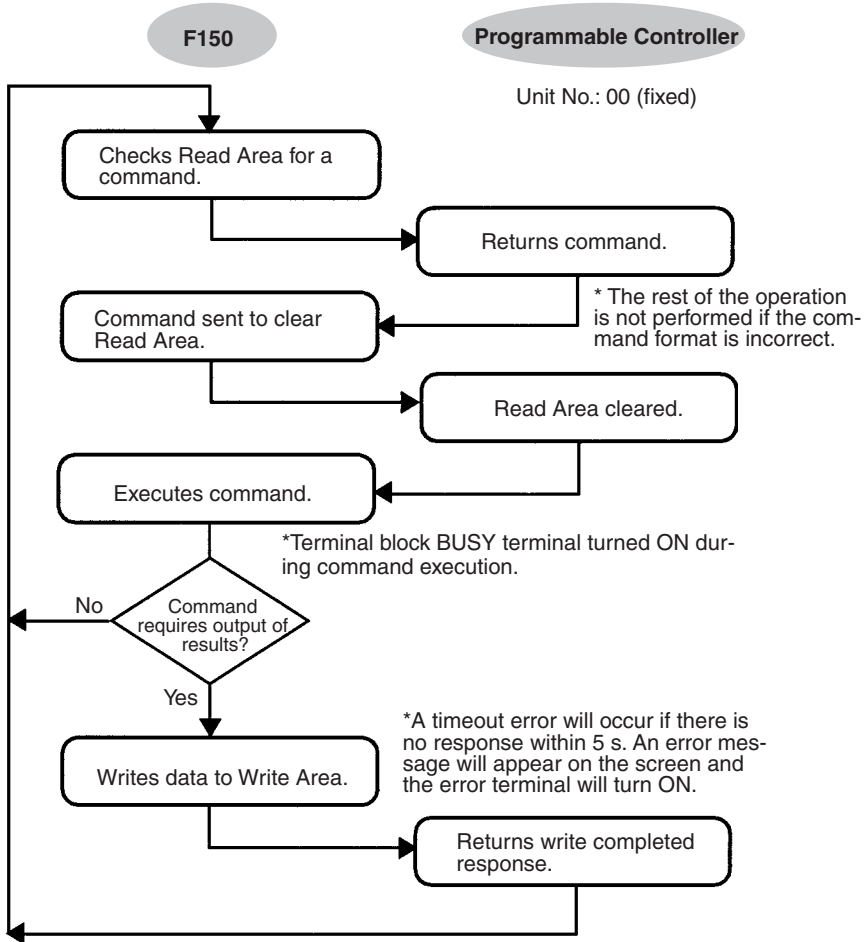 F150
Programmable Controller
Unit No.: 00 (fixed)
Checks Read Area for a
command.
Returns command.
* The rest of the operation
is not performed if the com-
mand format is incorrect.
Command sent to clear
Read Area.
Read Area cleared.
Executes command.
*Terminal block BUSY terminal turned ON dur-
ing command execution.
No
Command
requires output of
results?
Yes
*A timeout error will occur if there is
no response within 5 s. An error mes-
sage will appear on the screen and
the error terminal will turn ON.
Writes data to Write Area.
Returns write completed
response.